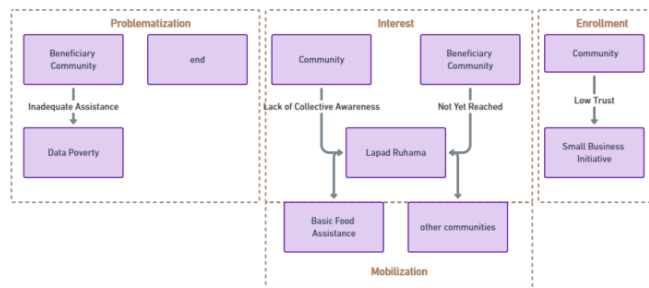 Problematization
Beneficiary
Community
end
Inadequate Assistance
Data Poverty
Interest
Community
Beneficiary
Community
Lack of Collective Awareness
Not Yet Reached
Lapad Ruhama
Basic Food
Assistance
other communities
Mobilization
Enrollment
Community
Low Trust
Small Business
Initiative